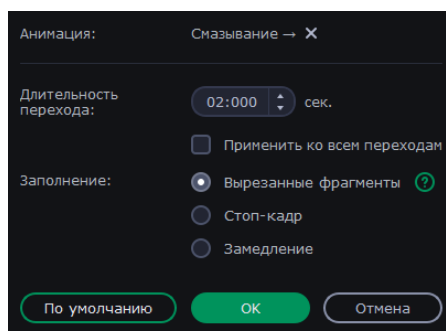 Анимация: Смазывание → ×
Длительность
перехода:
02:000 сек.
Применить ко всем переходам
Заполнение: Вырезанные фрагменты ?
Стоп-кадр
Замедление
По умолчанию OK Отмена